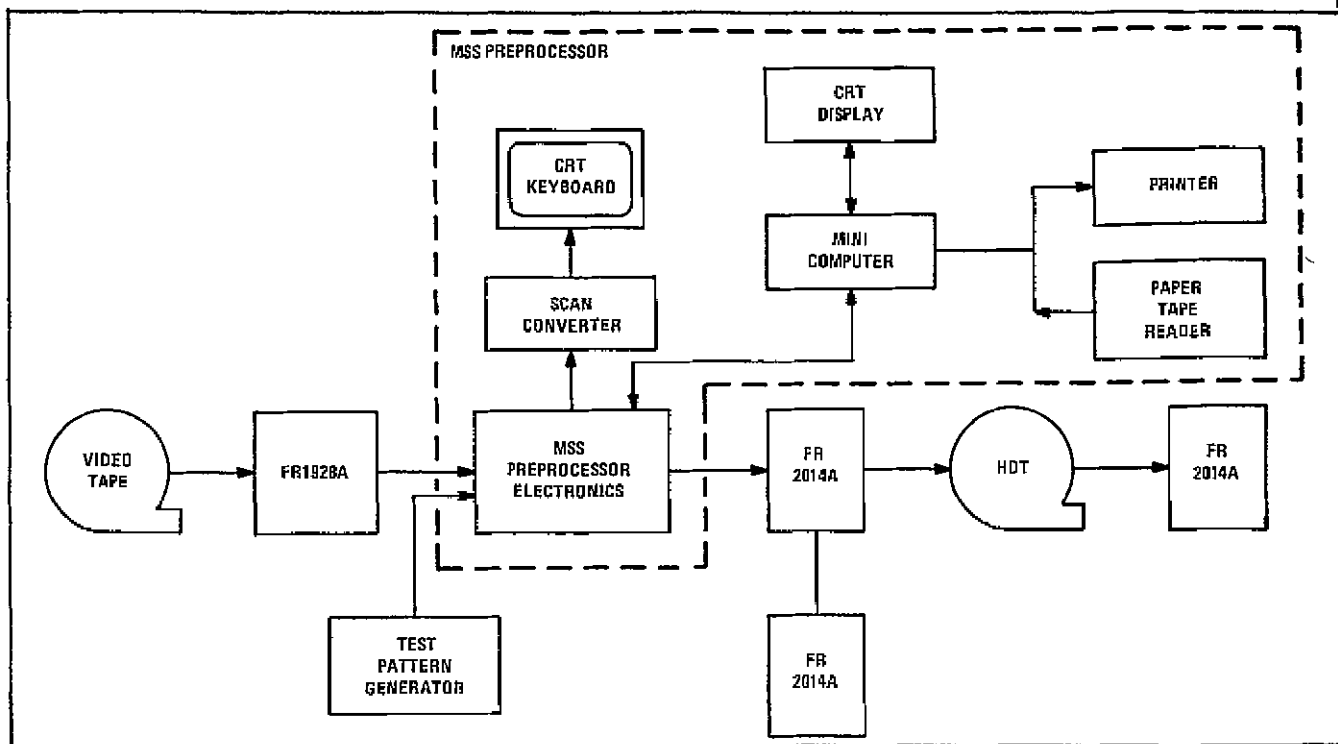 MSS PREPROCESSOR
CRT
DISPLAY
CRT
KEYBOARD
PRINTER
MINI
COMPUTER
SCAN
CONVERTER
PAPER
TAPE
READER
VIDEO
TAPE
FR1928A
MSS
PREPROCESSOR
ELECTRONICS
FR
2014A
HDT
FR
2014A
TEST
PATTERN
GENERATOR
FR
2014A